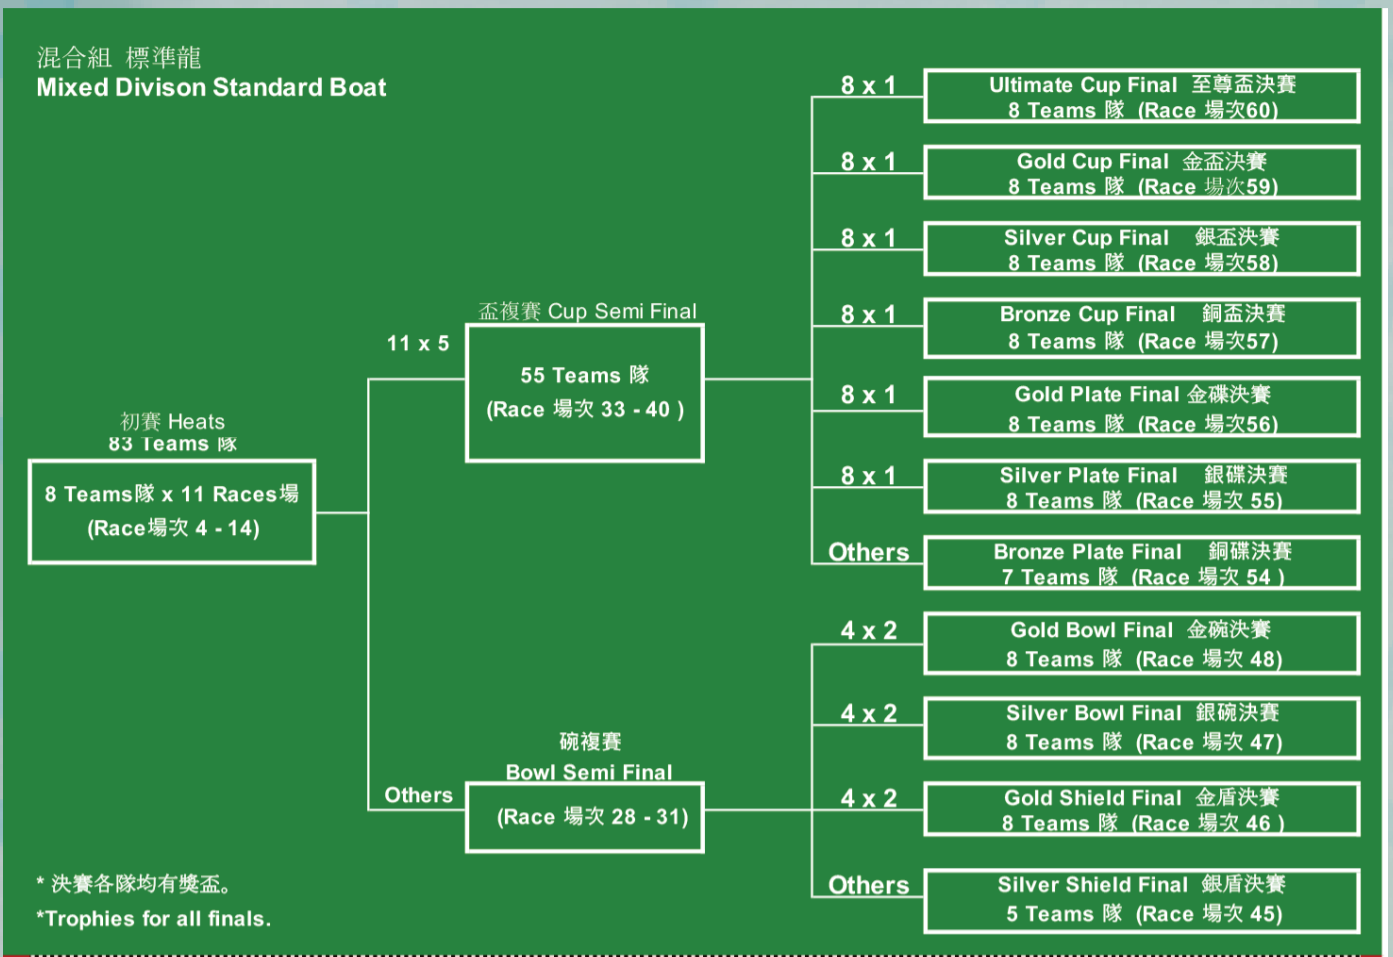 混合組 標準龍
Mixed Divison Standard Boat
初賽 Heats
83 Teams 隊
8 Teams隊 x 11 Races場
(Race場次 4 - 14)
11 x 5
盃複賽 Cup Semi Final
55 Teams 隊
(Race 場次 33 - 40 )
Others
碗複賽
Bowl Semi Final
(Race 場次 28 - 31)
8 x 1
Ultimate Cup Final 至尊盃決賽
8 Teams 隊 (Race 場次60)
8 x 1
Gold Cup Final 金盃決賽
8 Teams 隊 (Race 場次59)
8 x 1
Silver Cup Final 銀盃決賽
8 Teams 隊 (Race 場次58)
8 x 1
Bronze Cup Final 銅盃決賽
8 Teams 隊 (Race 場次57)
8 x 1
Gold Plate Final 金碟決賽
8 Teams 隊 (Race 場次56)
8 x 1
Silver Plate Final 銀碟決賽
8 Teams 隊 (Race 場次 55)
Others
Bronze Plate Final 銅碟決賽
7 Teams 隊 (Race 場次 54 )
4 x 2
Gold Bowl Final 金碗決賽
8 Teams 隊 (Race 場次 48)
4 x 2
Silver Bowl Final 銀碗決賽
8 Teams 隊 (Race 場次 47)
4 x 2
Gold Shield Final 金盾決賽
8 Teams 隊 (Race 場次 46 )
Others
Silver Shield Final 銀盾決賽
5 Teams 隊 (Race 場次 45)
* 決賽各隊均有獎盃。
*Trophies for all finals.